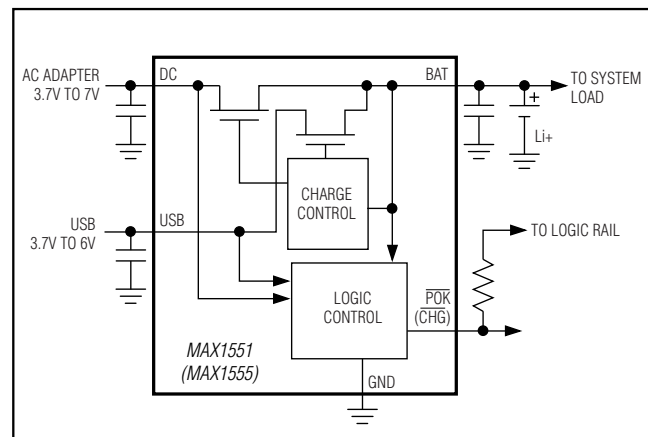 AC ADAPTER
3.7V TO 7V
DC
BAT
TO SYSTEM
LOAD
+
Li+
CHARGE
CONTROL
USB
3.7V TO 6V
USB
TO LOGIC RAIL
LOGIC
CONTROL
POK
(CHG)
MAX1551
(MAX1555)
GND